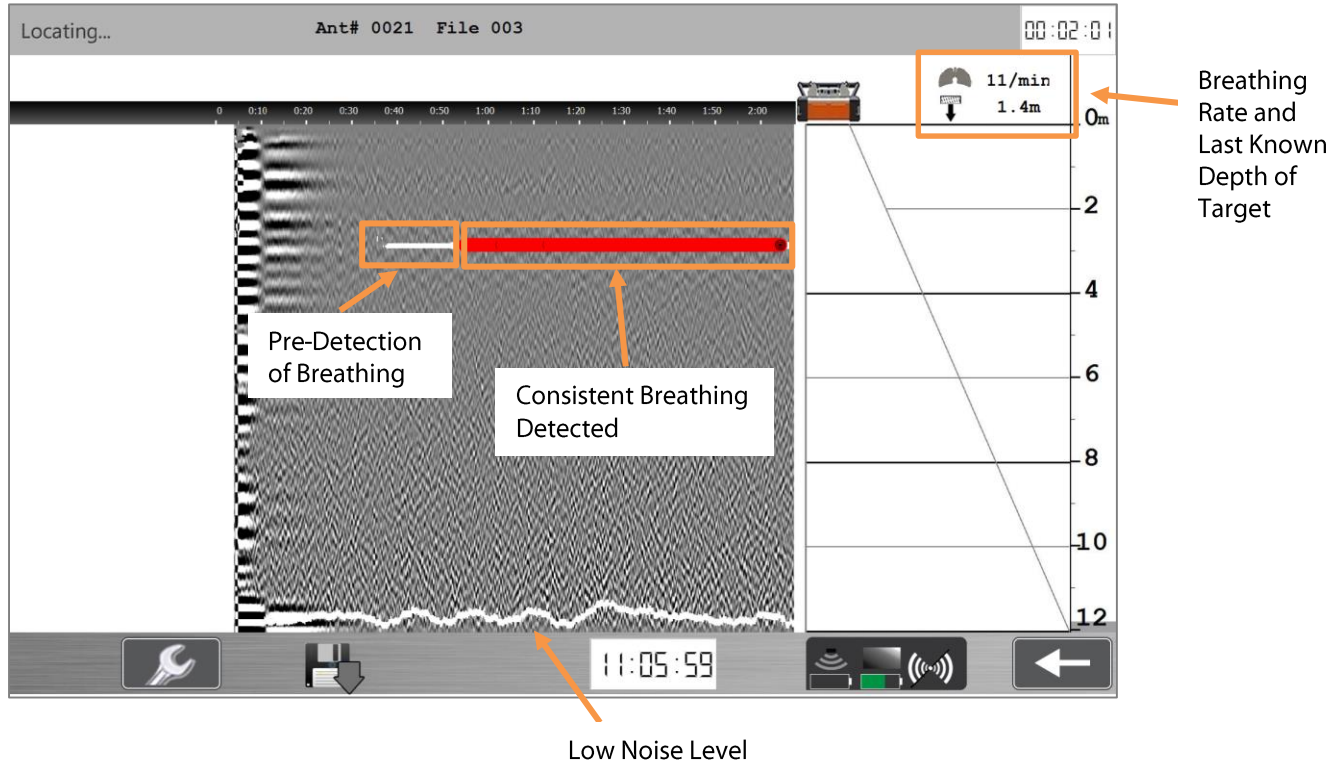 Locating...
Ant# 0021 File 003
00:02:01
11/min
1.4m
Breathing
Rate and
Last Known
Depth of
Target
0 0:10 0:20 0:30 0:40 0:50 1:00 1:10 1:20 1:30 1:40 1:50 2:00
0m
2
4
6
8
10
12
Pre-Detection
of Breathing
Consistent Breathing
Detected
11:05:59
Low Noise Level